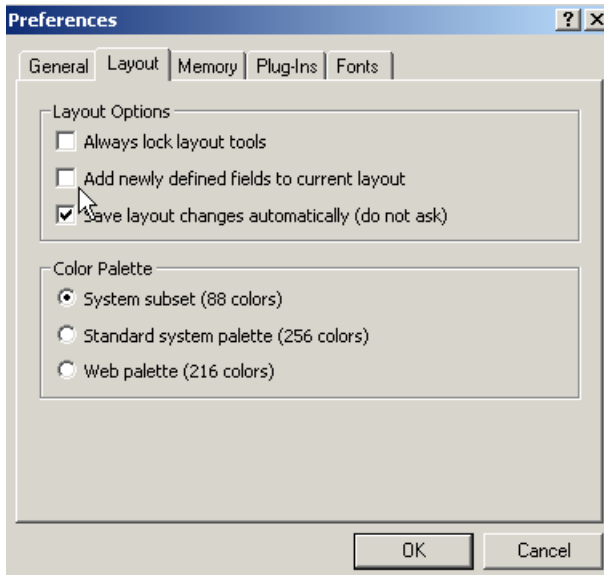 Preferences
General Layout Memory Plug-Ins Fonts
Layout Options
Always lock layout tools
Add newly defined fields to current layout
Save layout changes automatically (do not ask)
Color Palette
System subset (88 colors)
Standard system palette (256 colors)
Web palette (216 colors)
OK Cancel